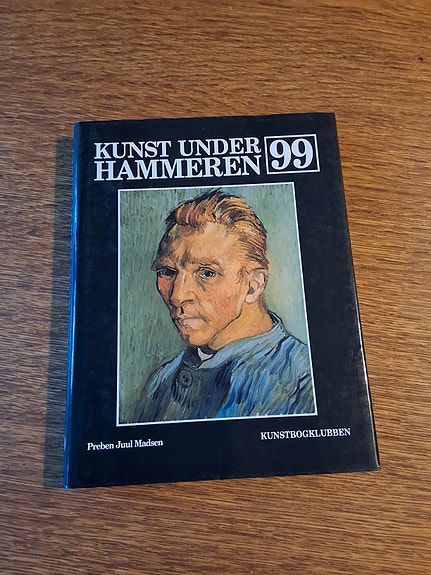 KUNST UNDER
HAMMEREN 99
Preben Juul Madsen
KUNSTBOGKLUBBEN